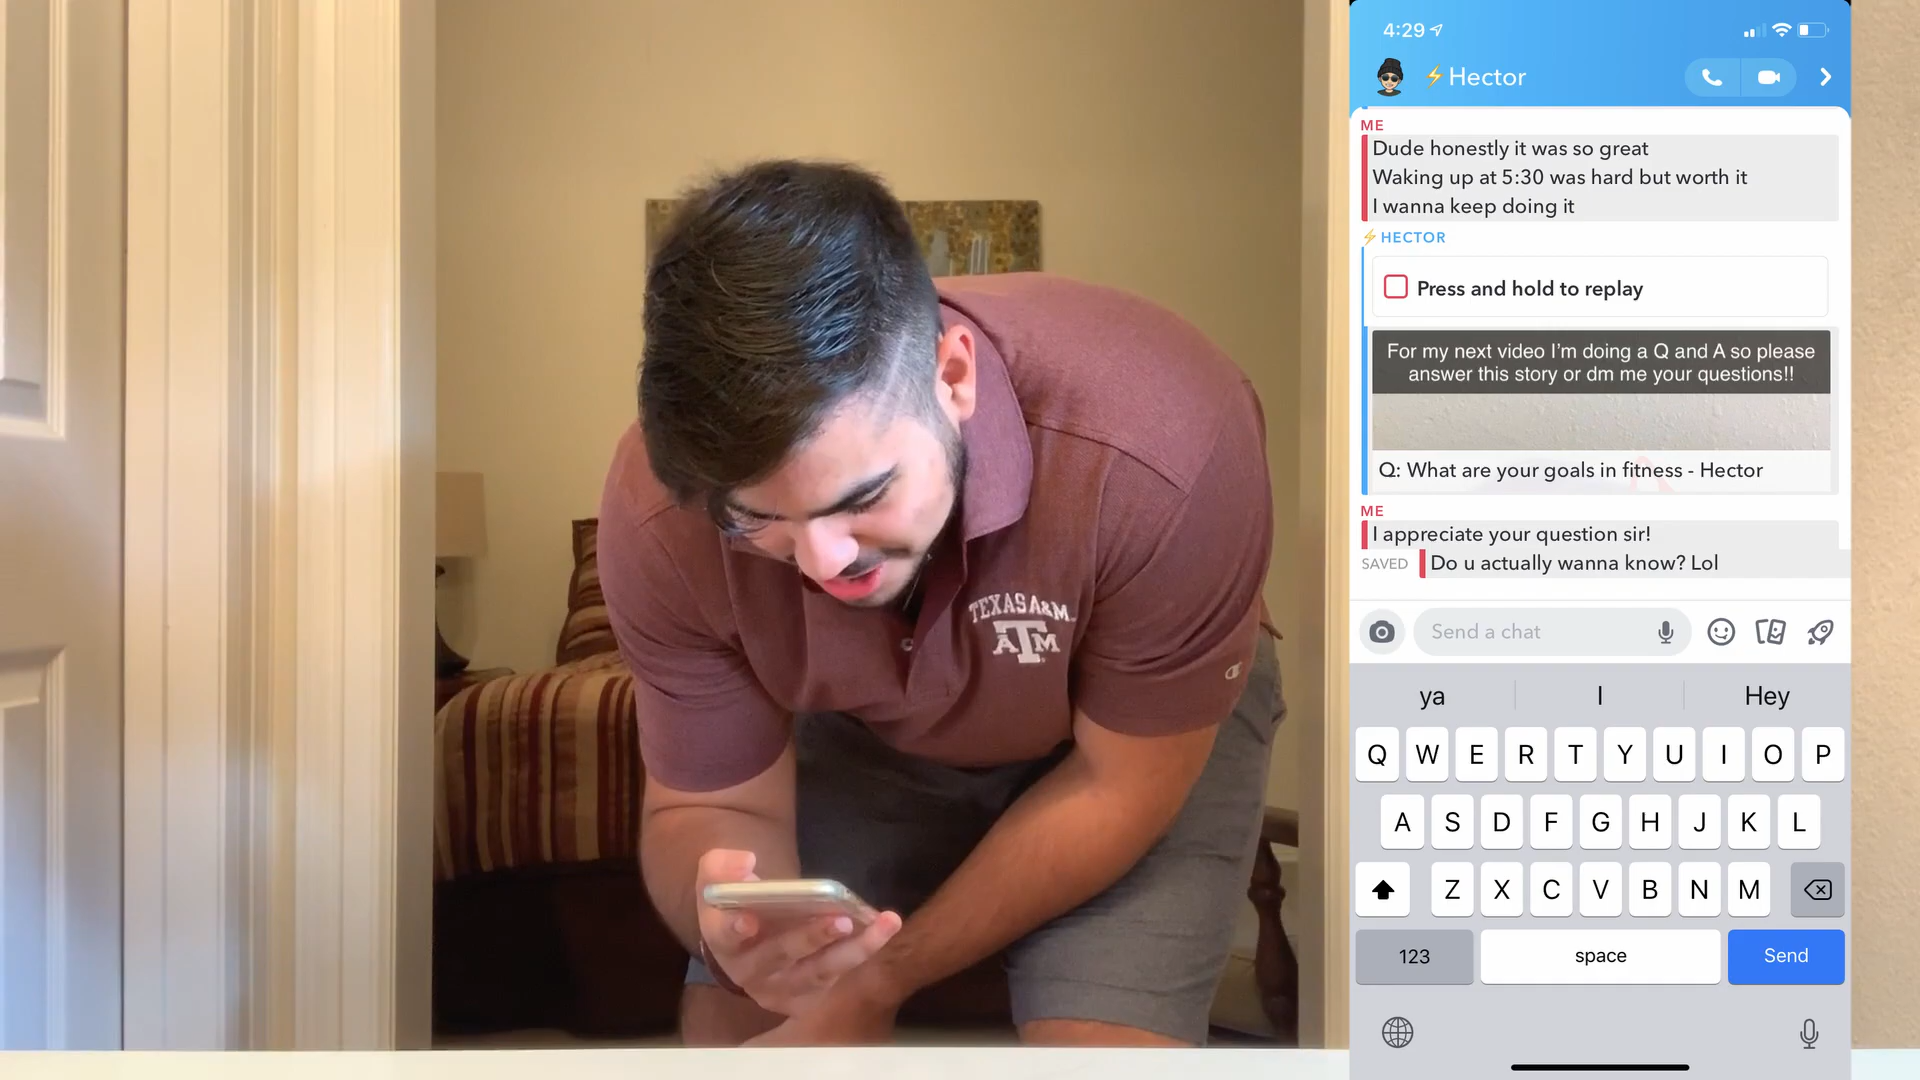 TEXAS A&M
ATM
4:29
⚡Hector
ME
Dude honestly it was so great
Waking up at 5:30 was hard but worth it
I wanna keep doing it
⚡HECTOR
Press and hold to replay
For my next video I'm doing a Q and A so please
answer this story or dm me your questions!!
Q: What are your goals in fitness - Hector
ME
I appreciate your question sir!
SAVED Do u actually wanna know? Lol
Send a chat
ya I Hey
Q W E R T Y U I O P
A S D F G H J K L
Z X C V B N M
123 space Send